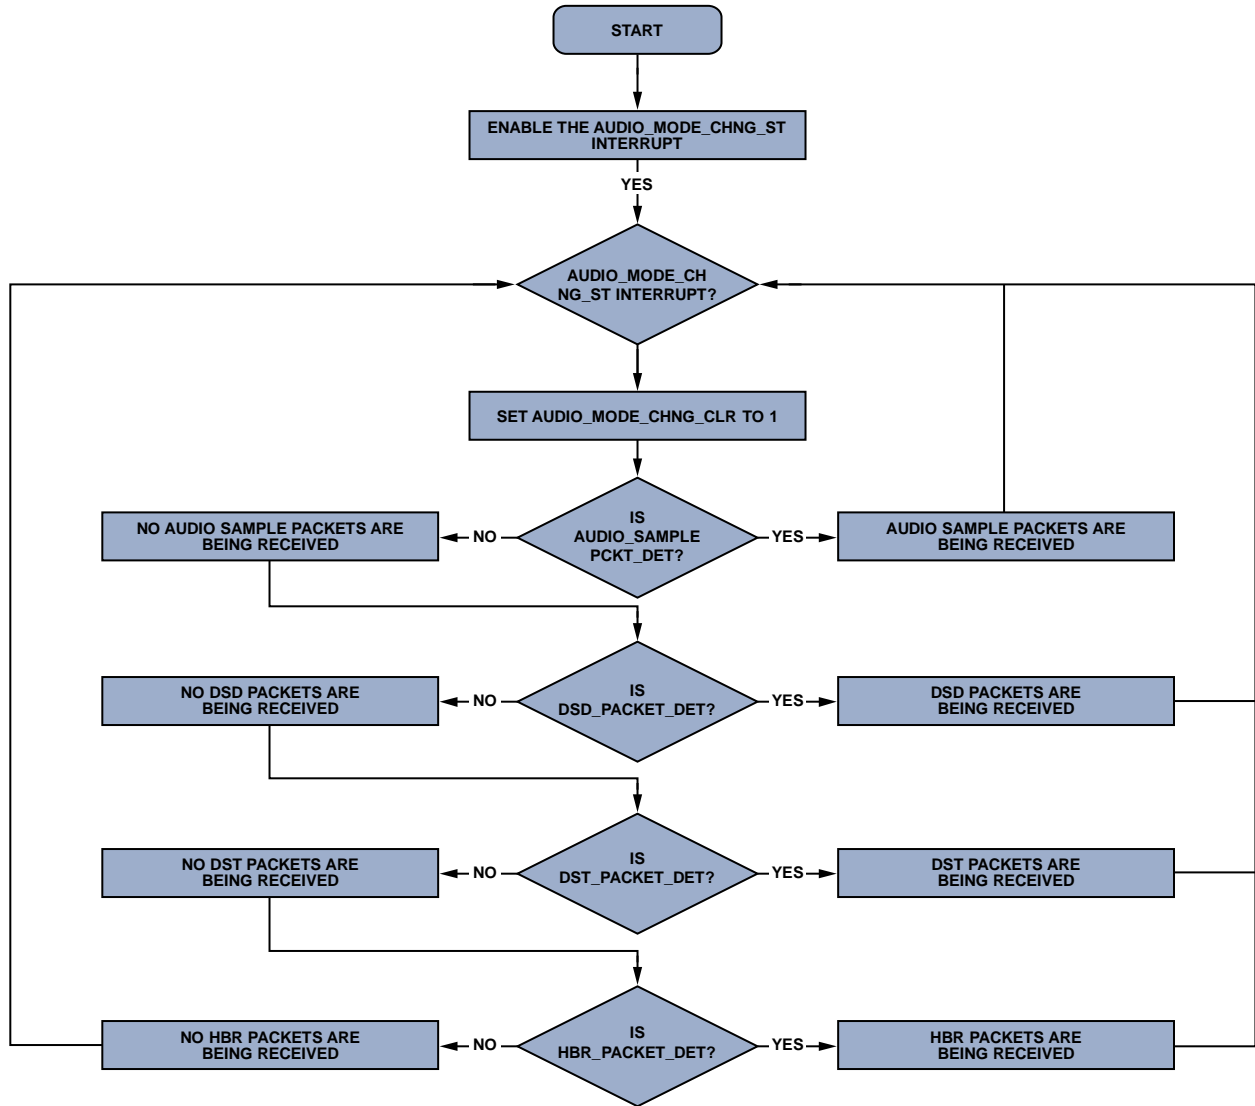 START
ENABLE THE AUDIO_MODE_CHNG_ST
INTERRUPT
YES
AUDIO_MODE_CH
NG_ST INTERRUPT?
SET AUDIO_MODE_CHNG_CLR TO 1
NO AUDIO SAMPLE PACKETS ARE
BEING RECEIVED
NO
IS
AUDIO_SAMPLE
PCKT_DET?
YES
AUDIO SAMPLE PACKETS ARE
BEING RECEIVED
NO DSD PACKETS ARE
BEING RECEIVED
NO
IS
DSD_PACKET_DET?
YES
DSD PACKETS ARE
BEING RECEIVED
NO DST PACKETS ARE
BEING RECEIVED
NO
IS
DST_PACKET_DET?
YES
DST PACKETS ARE
BEING RECEIVED
NO HBR PACKETS ARE
BEING RECEIVED
NO
IS
HBR_PACKET_DET?
YES
HBR PACKETS ARE
BEING RECEIVED